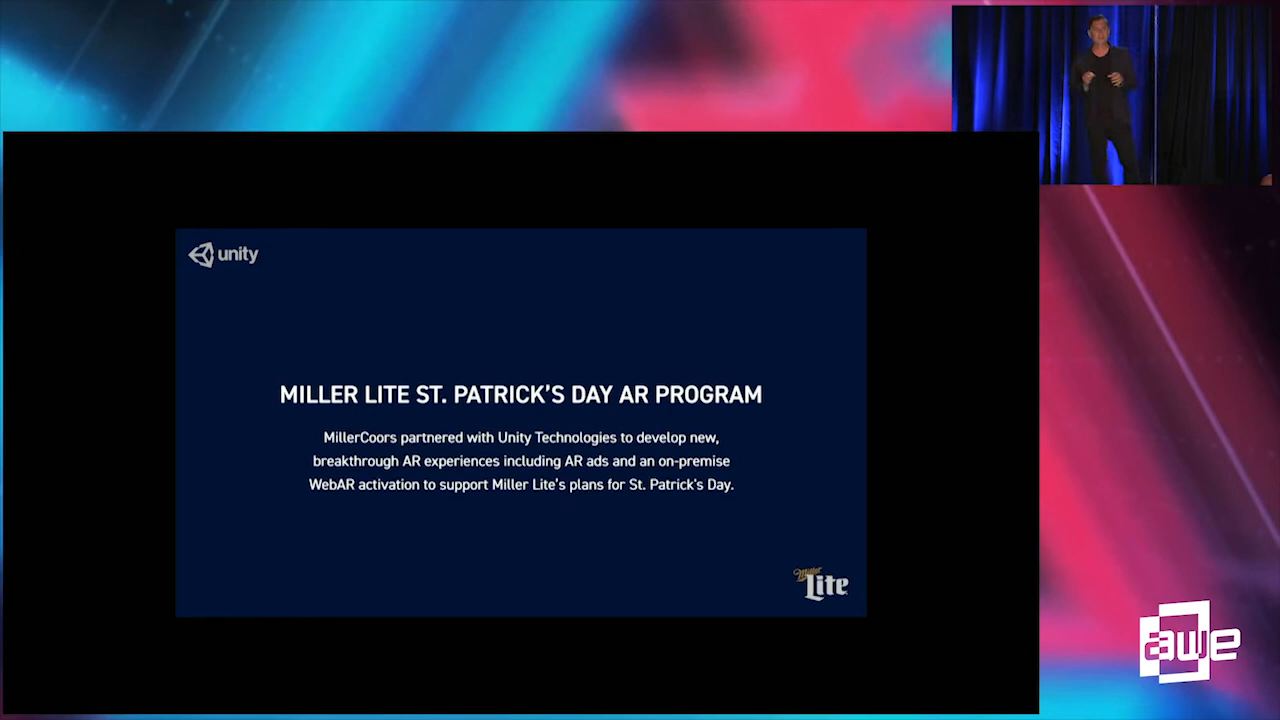 unity
MILLER LITE ST. PATRICK'S DAY AR PROGRAM
MillerCoors partnered with Unity Technologies to develop new,
breakthrough AR experiences including AR ads and an on-premise
WebAR activation to support Miller Lite's plans for St. Patrick's Day.
Miller
Lite
awe